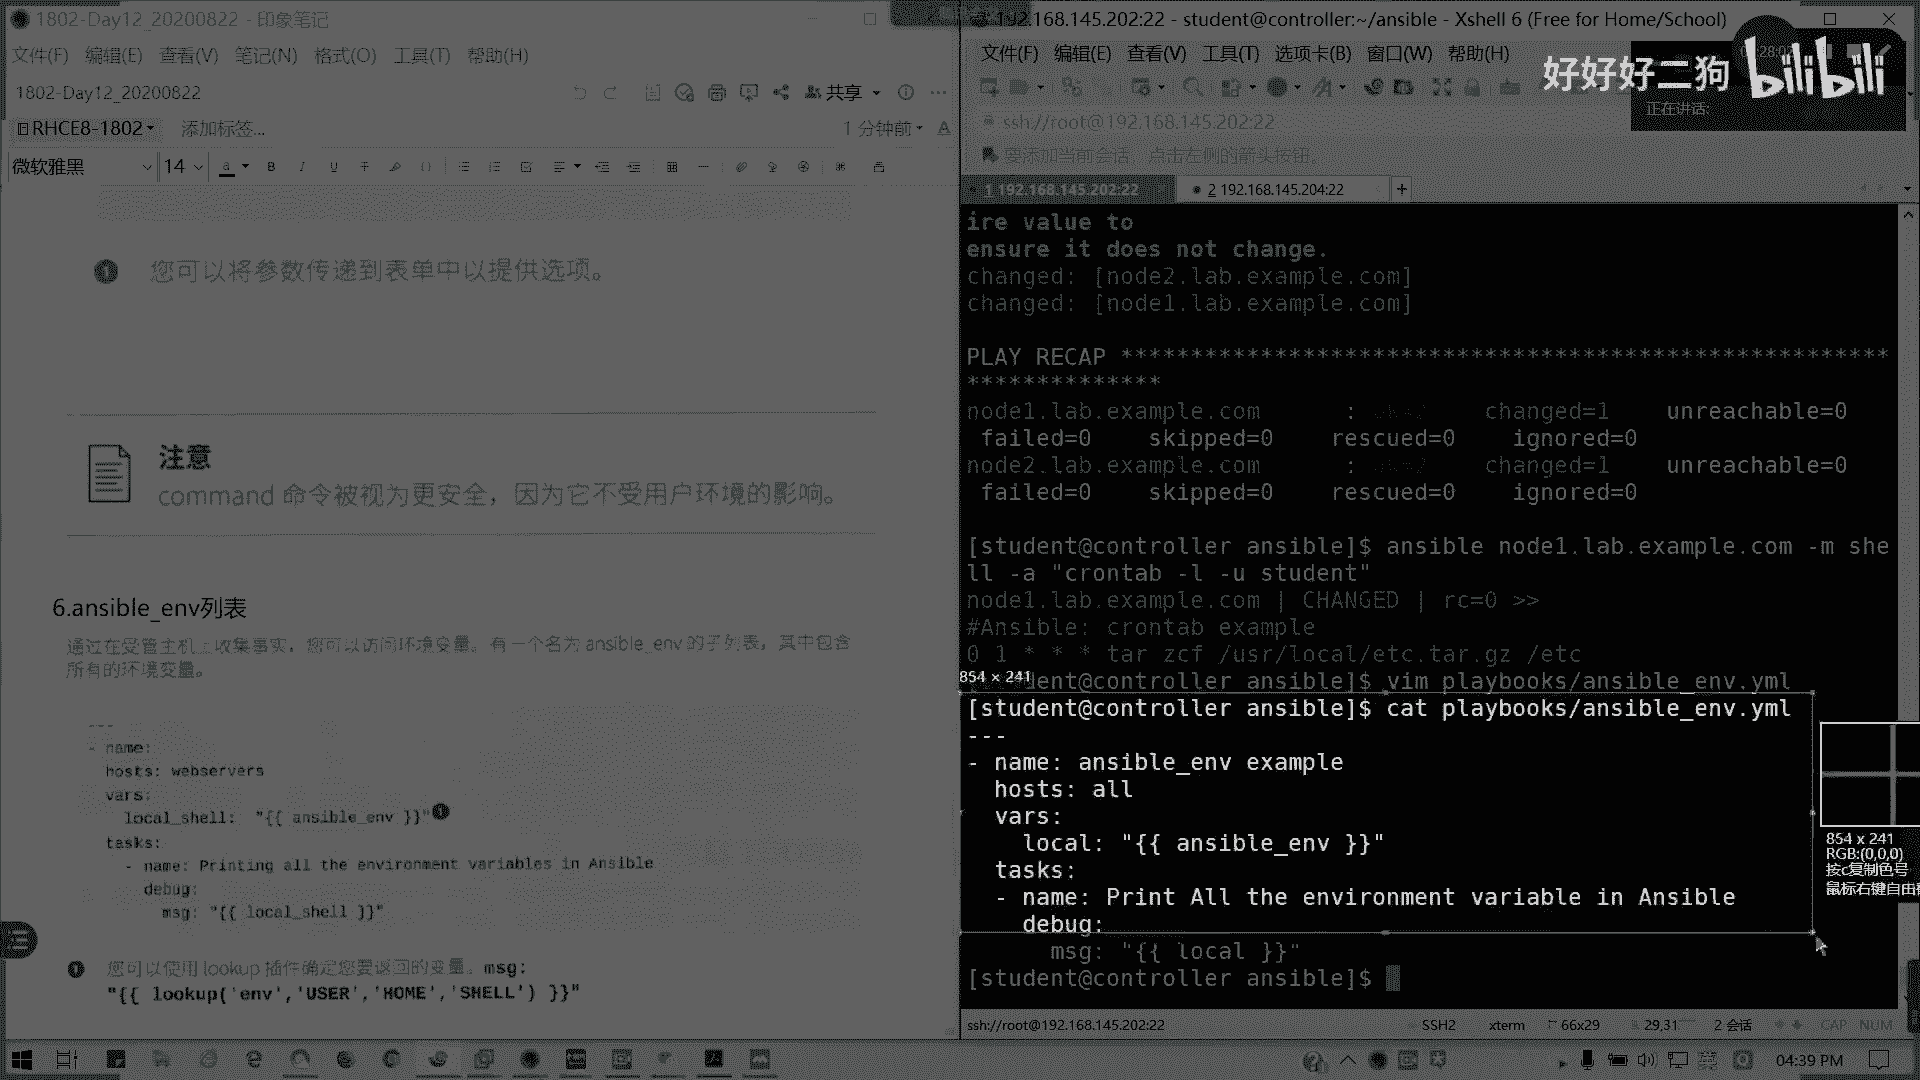 1802-Day12_20200822 - 印象笔记
文件(F) 编辑(E) 查看(V) 笔记(N) 格式(O) 工具(T) 帮助(H)
1802-Day12_20200822
共享
RHCE8-1802
添加标签...
1 分钟前
微软雅黑
14
您可以将参数传递到表单中以提供选项。
注意
command 命令被视为更安全，因为它不受用户环境的影响。
6.ansible_env列表
通过在受管主机上收集事实，您可以访问环境变量。有一个名为 ansible_env 的子列表，其中包含
所有的环境变量。
---
- name:
hosts: webservers
vars:
local_shell: "{{ ansible_env }}"❶
tasks:
- name: Printing all the environment variables in Ansible
debug:
msg: "{{ local_shell }}"
❶ 您可以使用 lookup 插件确定您要返回的变量。msg:
"{{ lookup('env','USER','HOME','SHELL') }}"
192.168.145.202:22 - student@controller:~/ansible - Xshell 6 (Free for Home/School)
文件(F) 编辑(E) 查看(V) 工具(T) 选项卡(B) 窗口(W) 帮助(H)
好好好二狗 bilibili
正在讲话:
ssh://root@192.168.145.202:22
要添加当前会话，点击左侧的箭头按钮。
1 192.168.145.202:22
2 192.168.145.204:22
+
ire value to
ensure it does not change.
changed: [node2.lab.example.com]
changed: [node1.lab.example.com]
PLAY RECAP *******************************************************
**************
node1.lab.example.com : changed=1 unreachable=0
failed=0 skipped=0 rescued=0 ignored=0
node2.lab.example.com : changed=1 unreachable=0
failed=0 skipped=0 rescued=0 ignored=0
[student@controller ansible]$ ansible node1.lab.example.com -m she
ll -a "crontab -l -u student"
node1.lab.example.com | CHANGED | rc=0 >>
#Ansible: crontab example
0 1 * * * tar zcf /usr/local/etc.tar.gz /etc
854 × 241
dent@controller ansible]$ vim playbooks/ansible_env.yml
[student@controller ansible]$ cat playbooks/ansible_env.yml
---
- name: ansible_env example
hosts: all
vars:
local: "{{ ansible_env }}"
tasks:
- name: Print All the environment variable in Ansible
debug:
msg: "{{ local }}"
[student@controller ansible]$
854 x 241
RGB:(0,0,0)
按c复制色号
鼠标右键自由
ssh://root@192.168.145.202:22
SSH2 xterm 66x29 29,31 2 会话 CAP NUM
04:39 PM